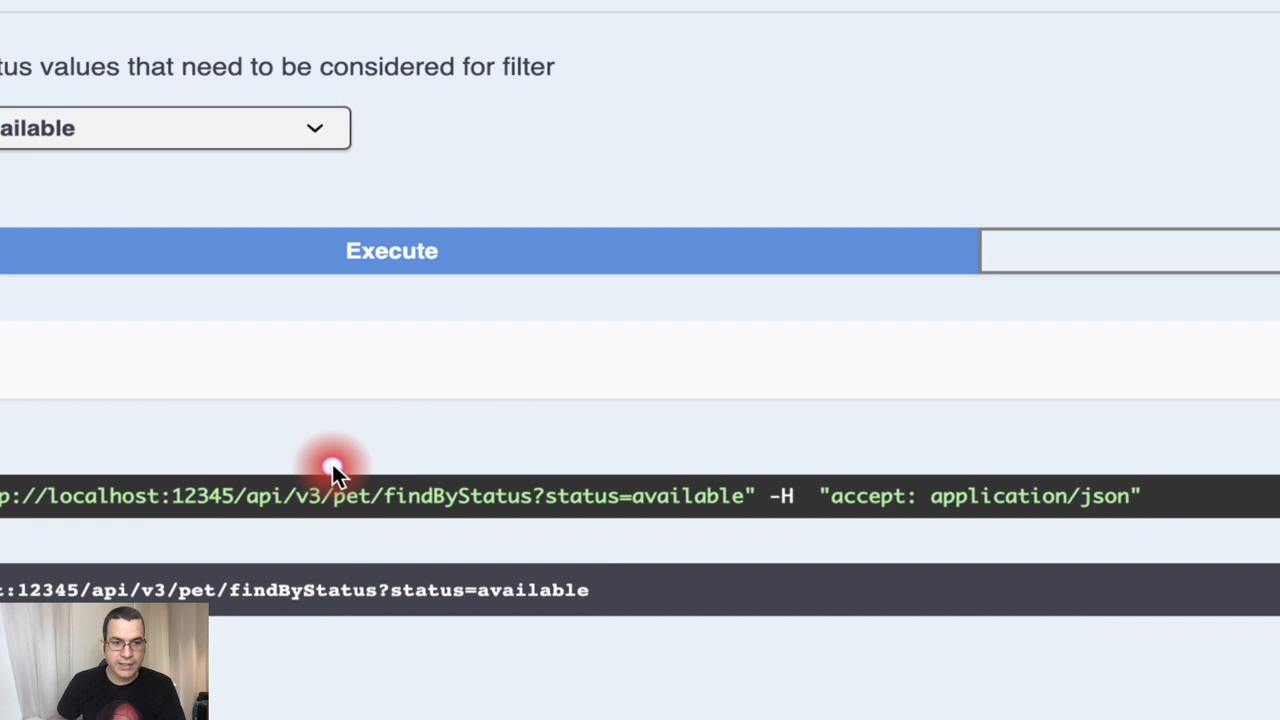 tus values that need to be considered for filter
ailable
Execute
p://localhost:12345/api/v3/pet/findByStatus?status=available" -H  "accept: application/json"
t:12345/api/v3/pet/findByStatus?status=available